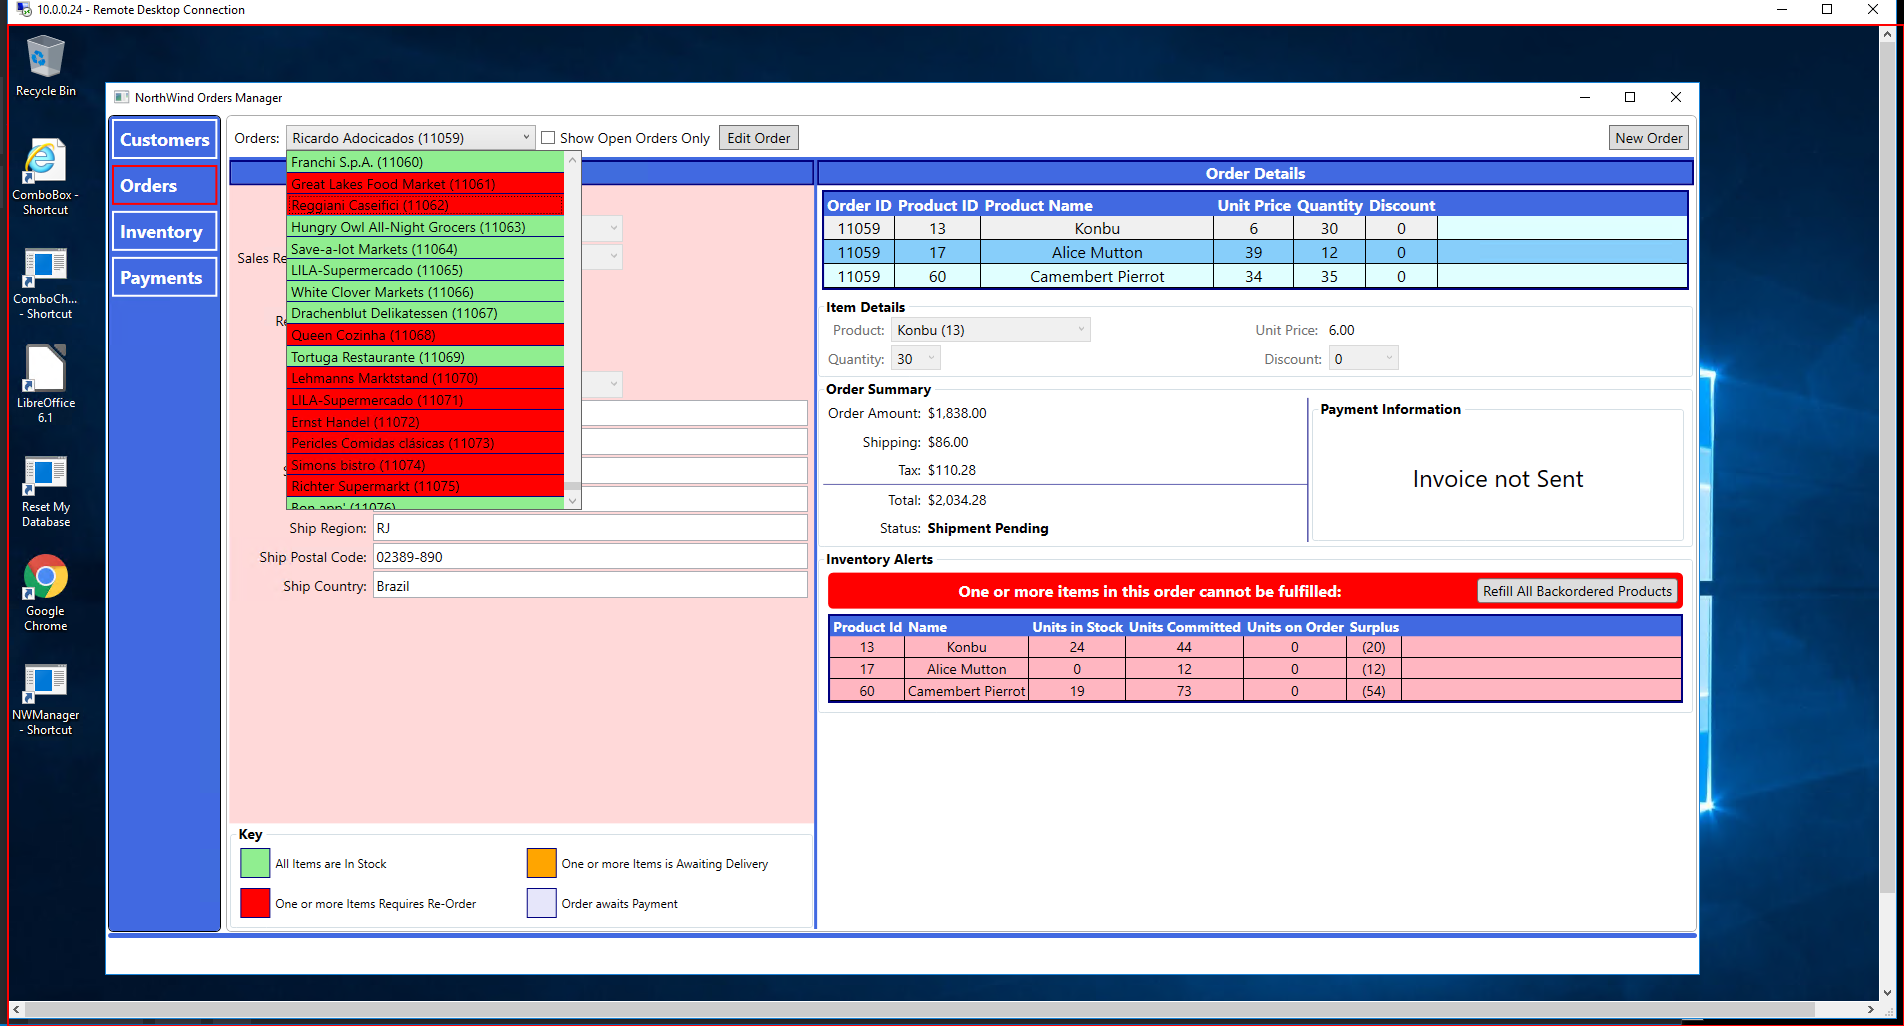 10.0.0.24 - Remote Desktop Connection
Recycle Bin
ComboBox -
Shortcut
ComboCh...
- Shortcut
LibreOffice
6.1
Reset My
Database
Google
Chrome
NWManager
- Shortcut
NorthWind Orders Manager
Customers
Orders
Inventory
Payments
Orders: Ricardo Adocicados (11059) Show Open Orders Only Edit Order New Order
Franchi S.p.A. (11060)
Great Lakes Food Market (11061)
Reggiani Caseifici (11062)
Hungry Owl All-Night Grocers (11063)
Save-a-lot Markets (11064)
LILA-Supermercado (11065)
White Clover Markets (11066)
Drachenblut Delikatessen (11067)
Queen Cozinha (11068)
Tortuga Restaurante (11069)
Lehmanns Marktstand (11070)
LILA-Supermercado (11071)
Ernst Handel (11072)
Pericles Comidas clásicas (11073)
Simons bistro (11074)
Richter Supermarkt (11075)
Bon app' (11076)
Sales Re
Re
Ship Region: RJ
Ship Postal Code: 02389-890
Ship Country: Brazil
Key
All Items are In Stock
One or more Items is Awaiting Delivery
One or more Items Requires Re-Order
Order awaits Payment
Order Details
Order ID Product ID Product Name Unit Price Quantity Discount
11059 13 Konbu 6 30 0
11059 17 Alice Mutton 39 12 0
11059 60 Camembert Pierrot 34 35 0
Item Details
Product: Konbu (13) Unit Price: 6.00
Quantity: 30 Discount: 0
Order Summary
Order Amount: $1,838.00
Shipping: $86.00
Tax: $110.28
Total: $2,034.28
Status: Shipment Pending
Payment Information
Invoice not Sent
Inventory Alerts
One or more items in this order cannot be fulfilled: Refill All Backordered Products
Product Id Name Units in Stock Units Committed Units on Order Surplus
13 Konbu 24 44 0 (20)
17 Alice Mutton 0 12 0 (12)
60 Camembert Pierrot 19 73 0 (54)